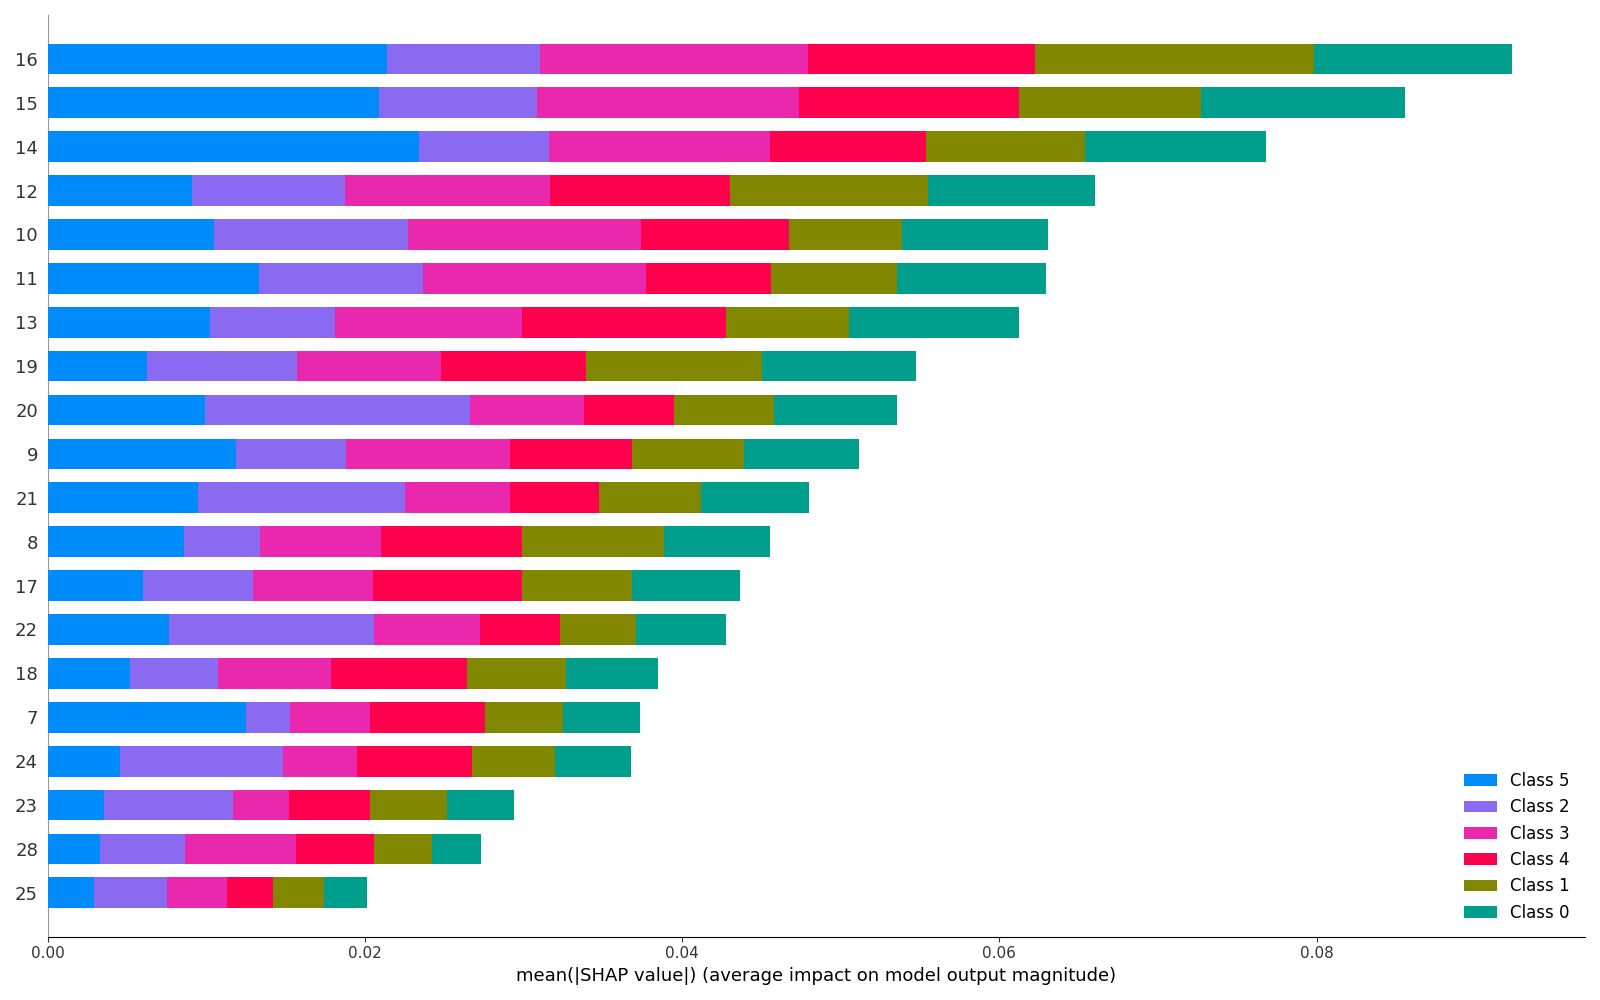 16
15
14
12
10
11
13
19
20
9
21
8
17
22
18
7
24
23
28
25
Class 5
Class 2
Class 3
Class 4
Class 1
Class 0
0.00 0.02 0.04 0.06 0.08
mean(|SHAP value|) (average impact on model output magnitude)